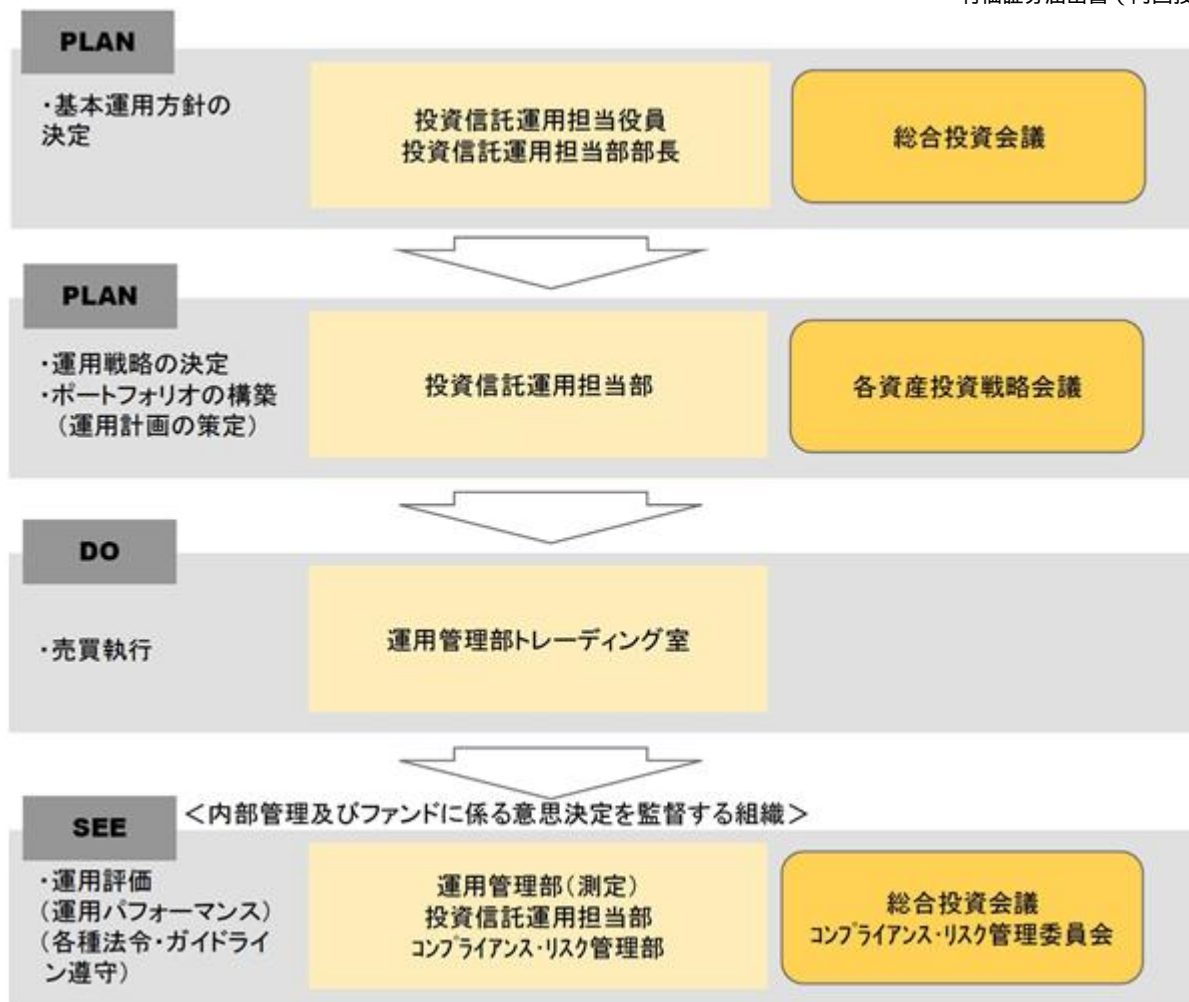 PLAN
・基本運用方針の
決定
投資信託運用担当役員
投資信託運用担当部部長
総合投資会議
PLAN
・運用戦略の決定
・ポートフォリオの構築
（運用計画の策定）
投資信託運用担当部
各資産投資戦略会議
DO
・売買執行
運用管理部トレーディング室
SEE
＜内部管理及びファンドに係る意思決定を監督する組織＞
・運用評価
（運用パフォーマンス）
（各種法令・ガイドライ
ン遵守）
運用管理部（測定）
投資信託運用担当部
ｺﾝﾌﾟﾗｲｱﾝｽ･ﾘｽｸ管理部
総合投資会議
ｺﾝﾌﾟﾗｲｱﾝｽ･ﾘｽｸ管理委員会